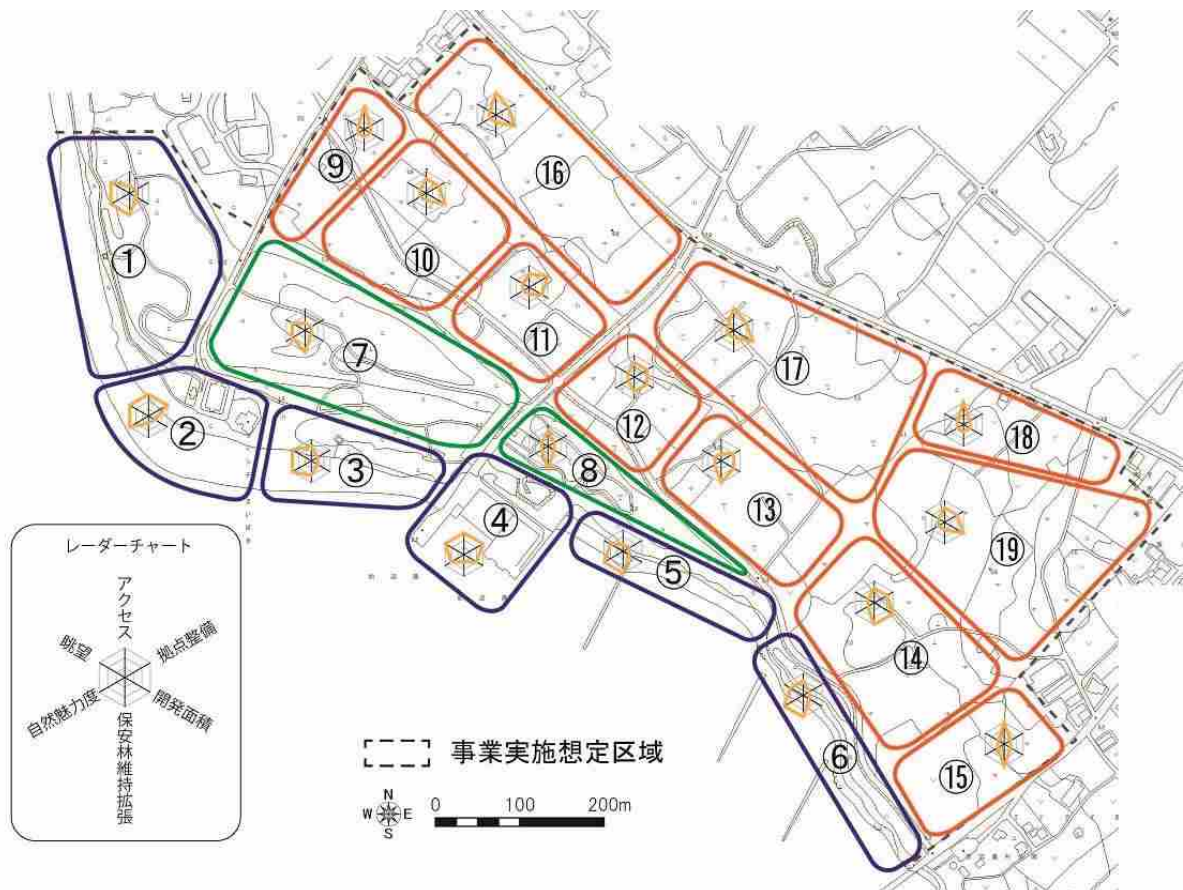 ①
②
③
④
⑤
⑥
⑦
⑧
⑨
⑩
⑪
⑫
⑬
⑭
⑮
⑯
⑰
⑱
⑲
レーダーチャート
アクセス
眺望
拠点整備
自然魅力度
開発面積
保安林維持拡張
事業実施想定区域
N
W
E
S
0
100
200m